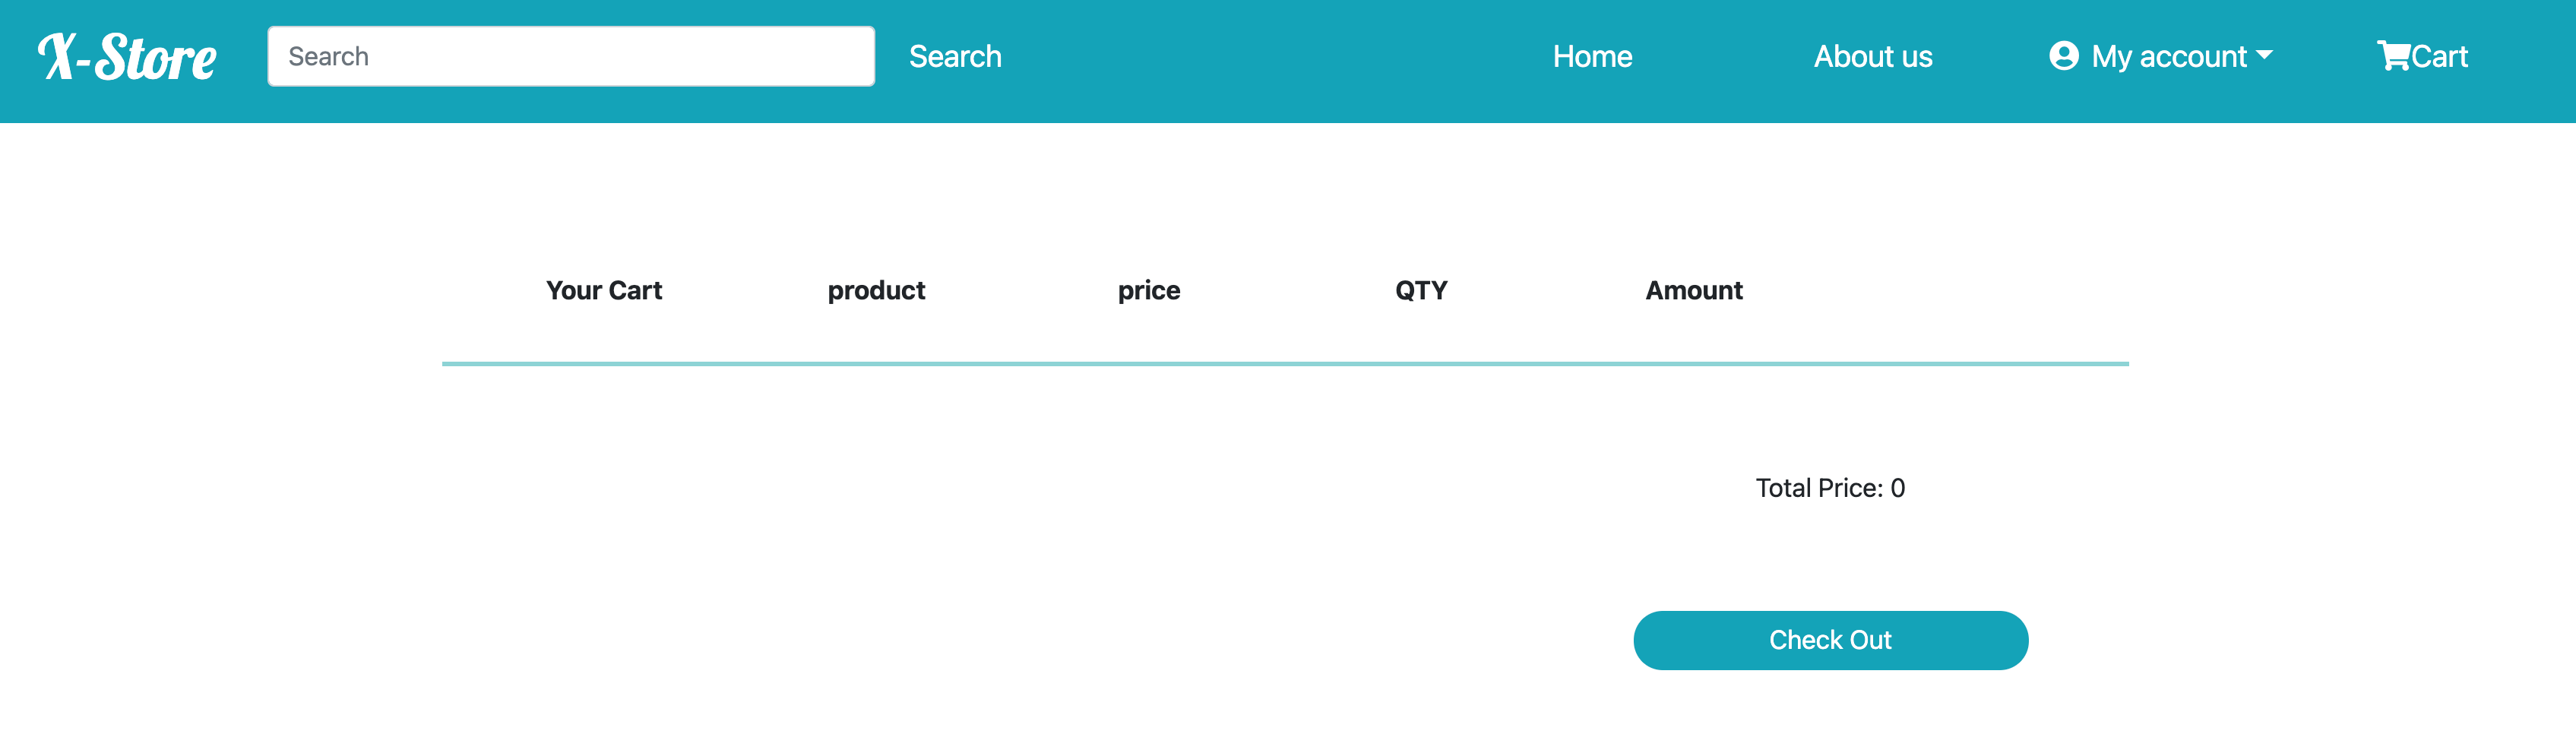 X-Store Search Search Home About us My account Cart
Your Cart product price QTY Amount
Total Price: 0
Check Out